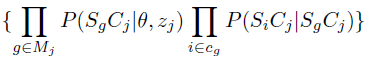 { ∏_{g∈M_j} P(S_gC_j|θ, z_j) ∏_{i∈c_g} P(S_iC_j|S_gC_j)}